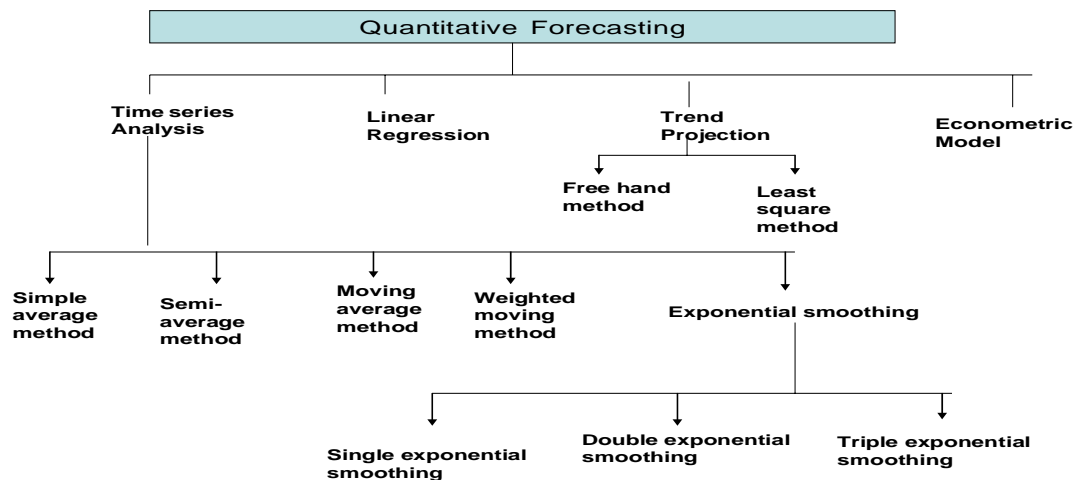 Quantitative Forecasting
Time series
Analysis
Linear
Regression
Trend
Projection
Econometric
Model
Free hand
method
Least
square
method
Simple
average
method
Semi-
average
method
Moving
average
method
Weighted
moving
method
Exponential smoothing
Single exponential
smoothing
Double exponential
smoothing
Triple exponential
smoothing